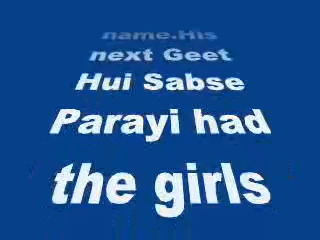 name.His
next Geet
Hui Sabse
Parayi had
the girls